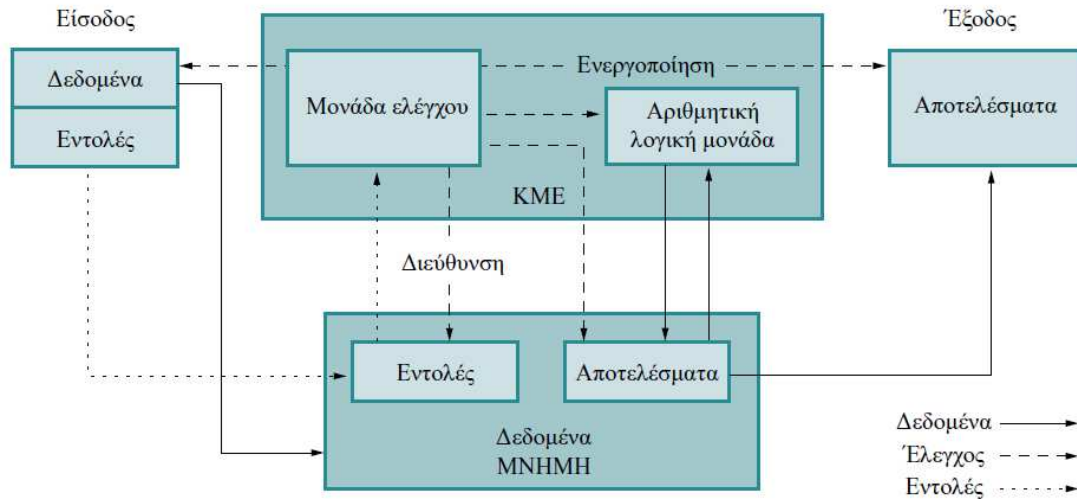 Είσοδος
Έξοδος
Δεδομένα
Εντολές
Μονάδα ελέγχου
Ενεργοποίηση
Αριθμητική
λογική μονάδα
ΚΜΕ
Αποτελέσματα
Διεύθυνση
Εντολές
Αποτελέσματα
Δεδομένα
ΜΝΗΜΗ
Δεδομένα
Έλεγχος
Εντολές